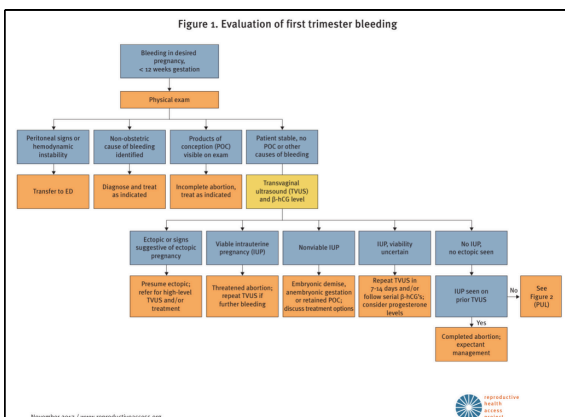 Figure 1. Evaluation of first trimester bleeding
Bleeding in desired
pregnancy,
< 12 weeks gestation
Physical exam
Peritoneal signs or
hemodynamic
instability
Non-obstetric
cause of bleeding
identified
Products of
conception (POC)
visible on exam
Patient stable, no
POC or other
causes of bleeding
Transfer to ED
Diagnose and treat
as indicated
Incomplete abortion,
treat as indicated
Transvaginal
ultrasound (TVUS)
and β-hCG level
Ectopic or signs
suggestive of ectopic
pregnancy
Viable intrauterine
pregnancy (IUP)
Nonviable IUP
IUP, viability
uncertain
No IUP,
no ectopic seen
Presume ectopic;
refer for high-level
TVUS and/or
treatment
Threatened abortion;
repeat TVUS if
further bleeding
Embryonic demise,
anembryonic gestation
or retained POC;
discuss treatment options
Repeat TVUS in
7-14 days and/or
follow serial β-hCG's;
consider progesterone
levels
IUP seen on
prior TVUS
No
See
Figure 2
(PUL)
Yes
Completed abortion;
expectant
management
reproductive
health
access
project